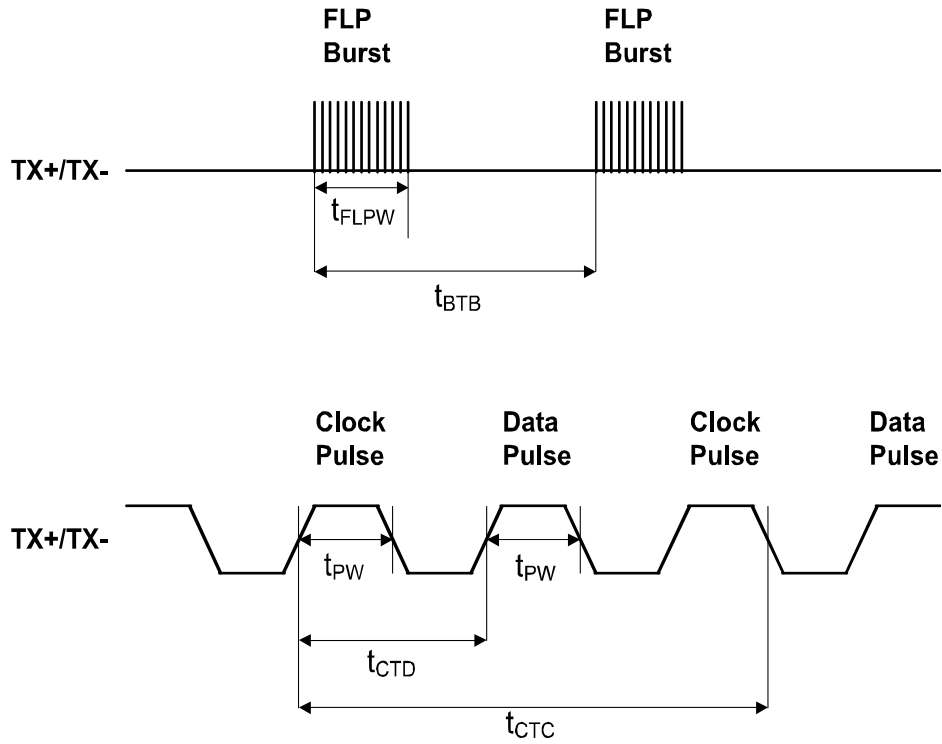 FLP
Burst
FLP
Burst
TX+/TX-
tFLPW
tBTB
Clock
Pulse
Data
Pulse
Clock
Pulse
Data
Pulse
TX+/TX-
tPW
tPW
tCTD
tCTC